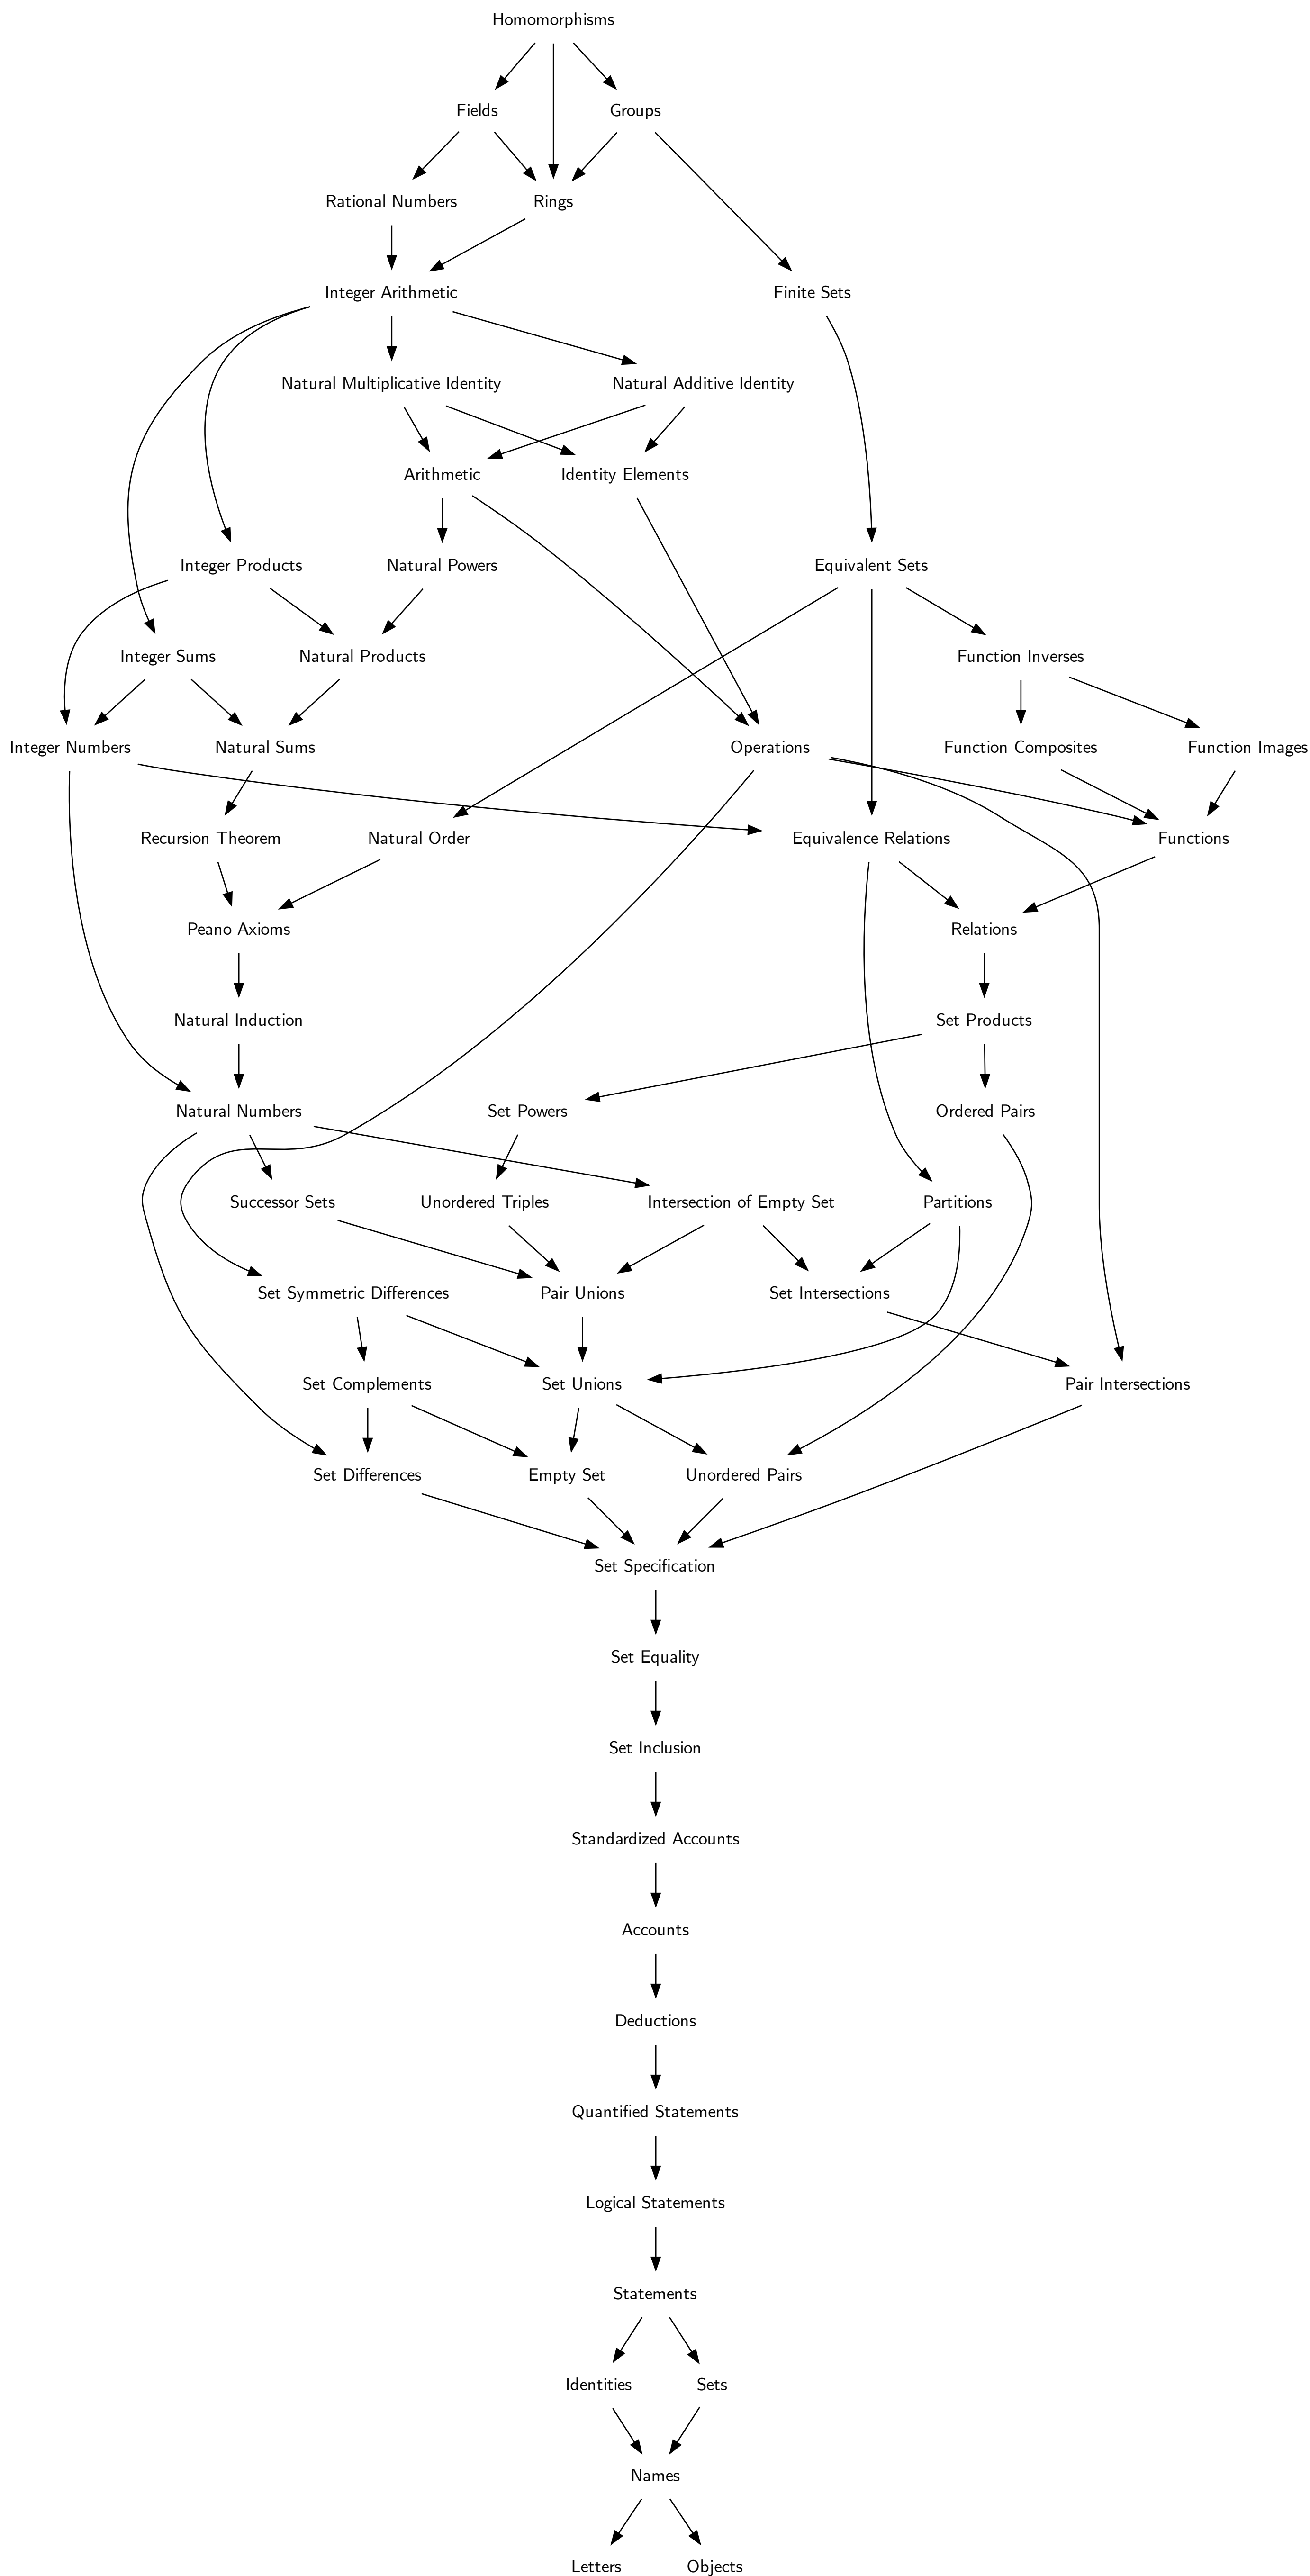 Homomorphisms
Fields
Groups
Rational Numbers
Rings
Integer Arithmetic
Finite Sets
Natural Multiplicative Identity
Natural Additive Identity
Arithmetic
Identity Elements
Integer Products
Natural Powers
Equivalent Sets
Integer Sums
Natural Products
Function Inverses
Integer Numbers
Natural Sums
Operations
Function Composites
Function Images
Recursion Theorem
Natural Order
Equivalence Relations
Functions
Peano Axioms
Relations
Natural Induction
Set Products
Natural Numbers
Set Powers
Ordered Pairs
Successor Sets
Unordered Triples
Intersection of Empty Set
Partitions
Set Symmetric Differences
Pair Unions
Set Intersections
Set Complements
Set Unions
Pair Intersections
Set Differences
Empty Set
Unordered Pairs
Set Specification
Set Equality
Set Inclusion
Standardized Accounts
Accounts
Deductions
Quantified Statements
Logical Statements
Statements
Identities
Sets
Names
Letters
Objects